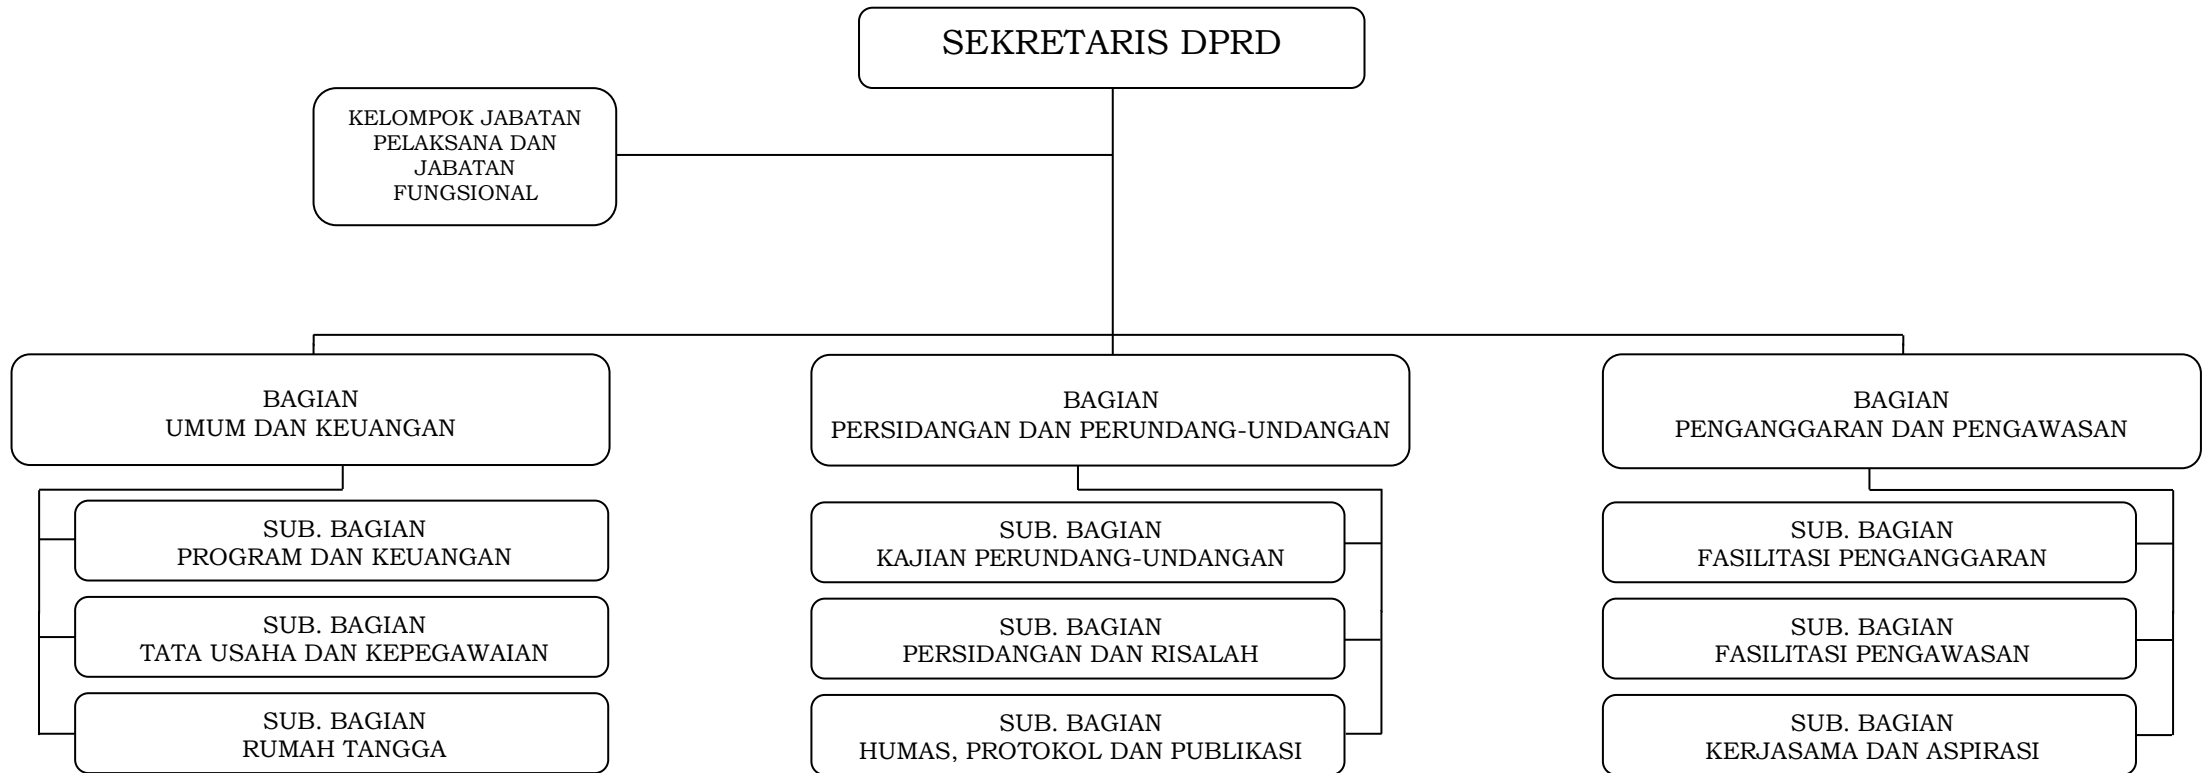 SEKRETARIS DPRD
KELOMPOK JABATAN
PELAKSANA DAN
JABATAN
FUNGSIONAL
BAGIAN
UMUM DAN KEUANGAN
BAGIAN
PERSIDANGAN DAN PERUNDANG-UNDANGAN
BAGIAN
PENGANGGARAN DAN PENGAWASAN
SUB. BAGIAN
PROGRAM DAN KEUANGAN
SUB. BAGIAN
TATA USAHA DAN KEPEGAWAIAN
SUB. BAGIAN
RUMAH TANGGA
SUB. BAGIAN
KAJIAN PERUNDANG-UNDANGAN
SUB. BAGIAN
PERSIDANGAN DAN RISALAH
SUB. BAGIAN
HUMAS, PROTOKOL DAN PUBLIKASI
SUB. BAGIAN
FASILITASI PENGANGGARAN
SUB. BAGIAN
FASILITASI PENGAWASAN
SUB. BAGIAN
KERJASAMA DAN ASPIRASI